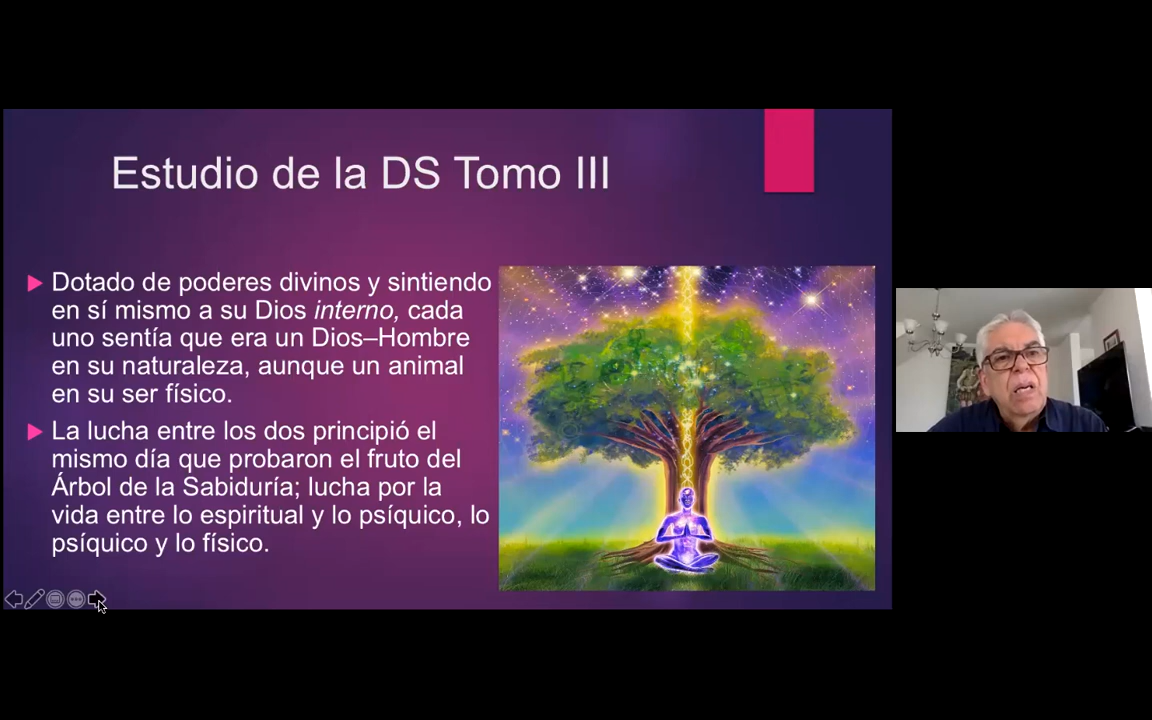 Estudio de la DS Tomo III
Dotado de poderes divinos y sintiendo
en sí mismo a su Dios interno, cada
uno sentía que era un Dios–Hombre
en su naturaleza, aunque un animal
en su ser físico.
La lucha entre los dos principió el
mismo día que probaron el fruto del
Árbol de la Sabiduría; lucha por la
vida entre lo espiritual y lo psíquico, lo
psíquico y lo físico.